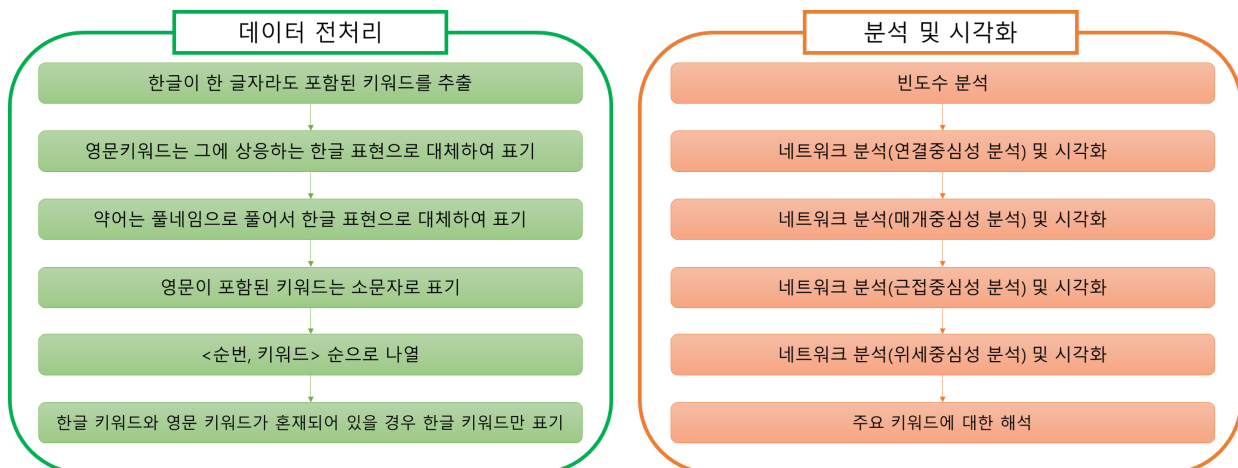 데이터 전처리
한글이 한 글자라도 포함된 키워드를 추출
영문키워드는 그에 상응하는 한글 표현으로 대체하여 표기
약어는 풀네임으로 풀어서 한글 표현으로 대체하여 표기
영문이 포함된 키워드는 소문자로 표기
<순번, 키워드> 순으로 나열
한글 키워드와 영문 키워드가 혼재되어 있을 경우 한글 키워드만 표기
분석 및 시각화
빈도수 분석
네트워크 분석(연결중심성 분석) 및 시각화
네트워크 분석(매개중심성 분석) 및 시각화
네트워크 분석(근접중심성 분석) 및 시각화
네트워크 분석(위세중심성 분석) 및 시각화
주요 키워드에 대한 해석